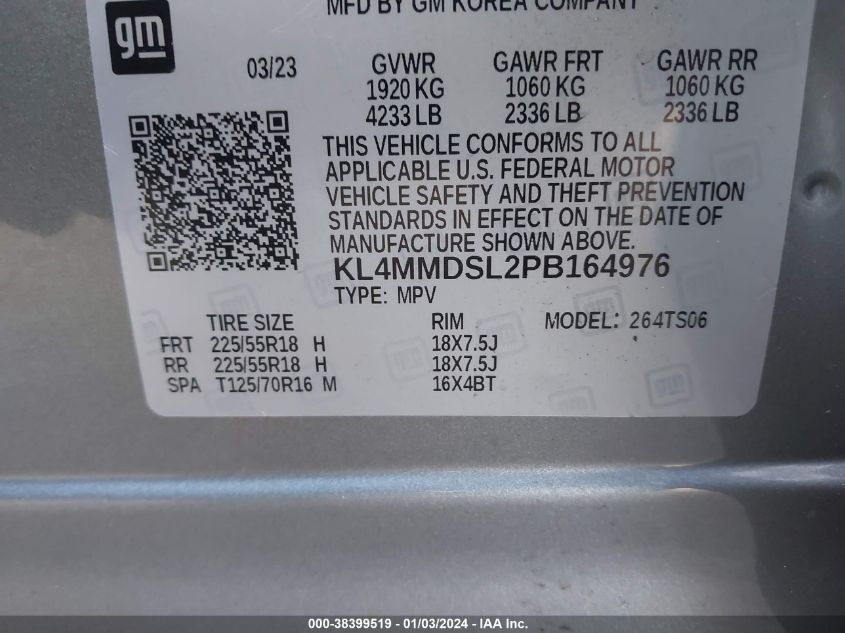 MFD BY GM KOREA COMPANY
gm
03/23 GVWR GAWR FRT GAWR RR
1920 KG 1060 KG 1060 KG
4233 LB 2336 LB 2336 LB
THIS VEHICLE CONFORMS TO ALL
APPLICABLE U.S. FEDERAL MOTOR
VEHICLE SAFETY AND THEFT PREVENTION
STANDARDS IN EFFECT ON THE DATE OF
MANUFACTURE SHOWN ABOVE.
KL4MMDSL2PB164976
TYPE: MPV
TIRE SIZE RIM MODEL: 264TS06
FRT 225/55R18 H 18X7.5J
RR 225/55R18 H 18X7.5J
SPA T125/70R16 M 16X4BT
000-38399519 - 01/03/2024 - IAA Inc.